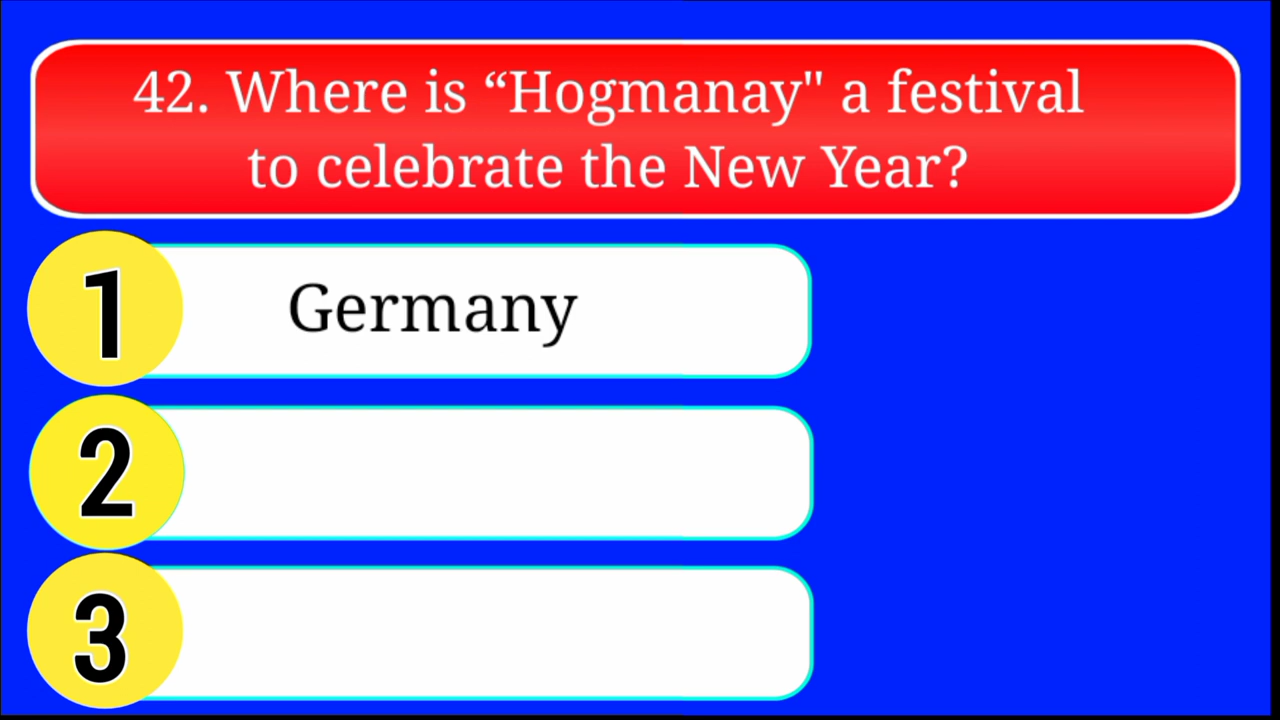 42. Where is “Hogmanay" a festival
to celebrate the New Year?
1 Germany
2
3